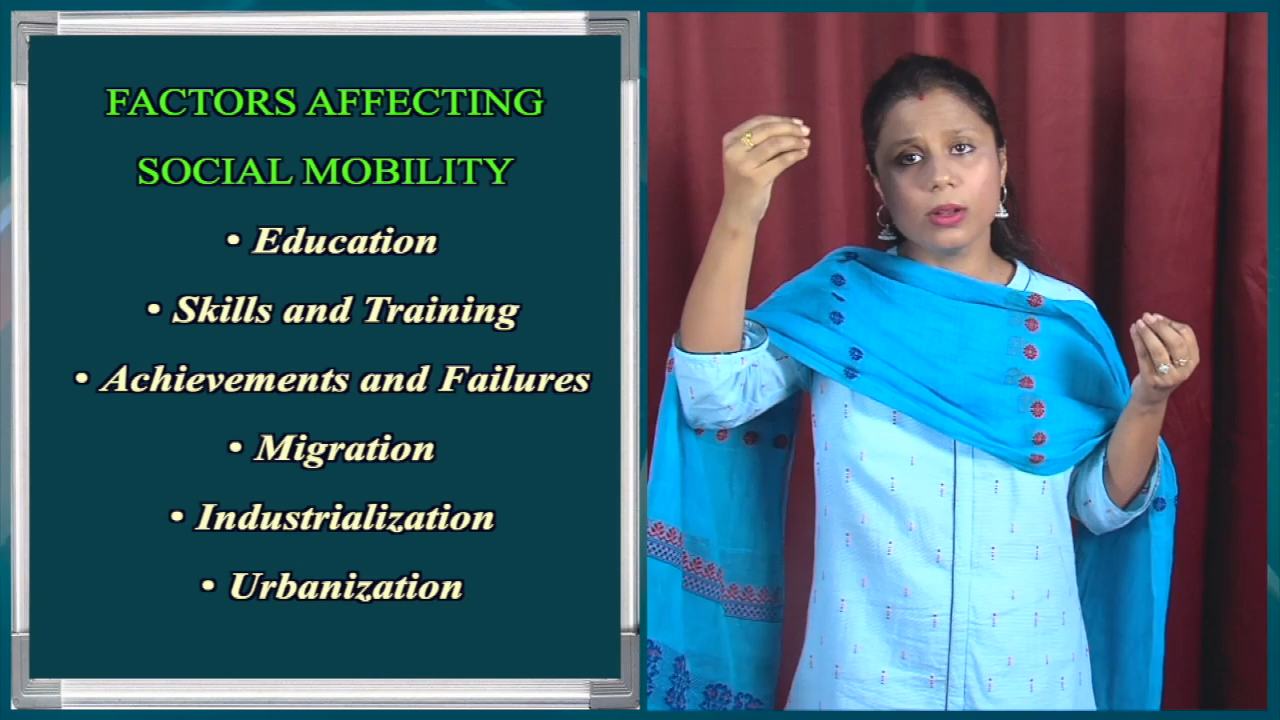 FACTORS AFFECTING
SOCIAL MOBILITY
• Education
• Skills and Training
• Achievements and Failures
• Migration
• Industrialization
• Urbanization